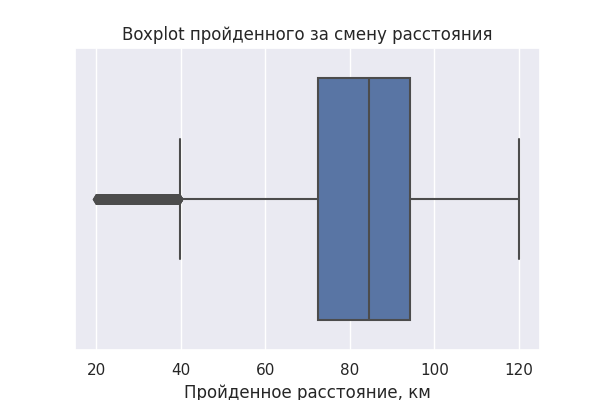 Boxplot пройденного за смену расстояния
20 40 60 80 100 120
Пройденное расстояние, км